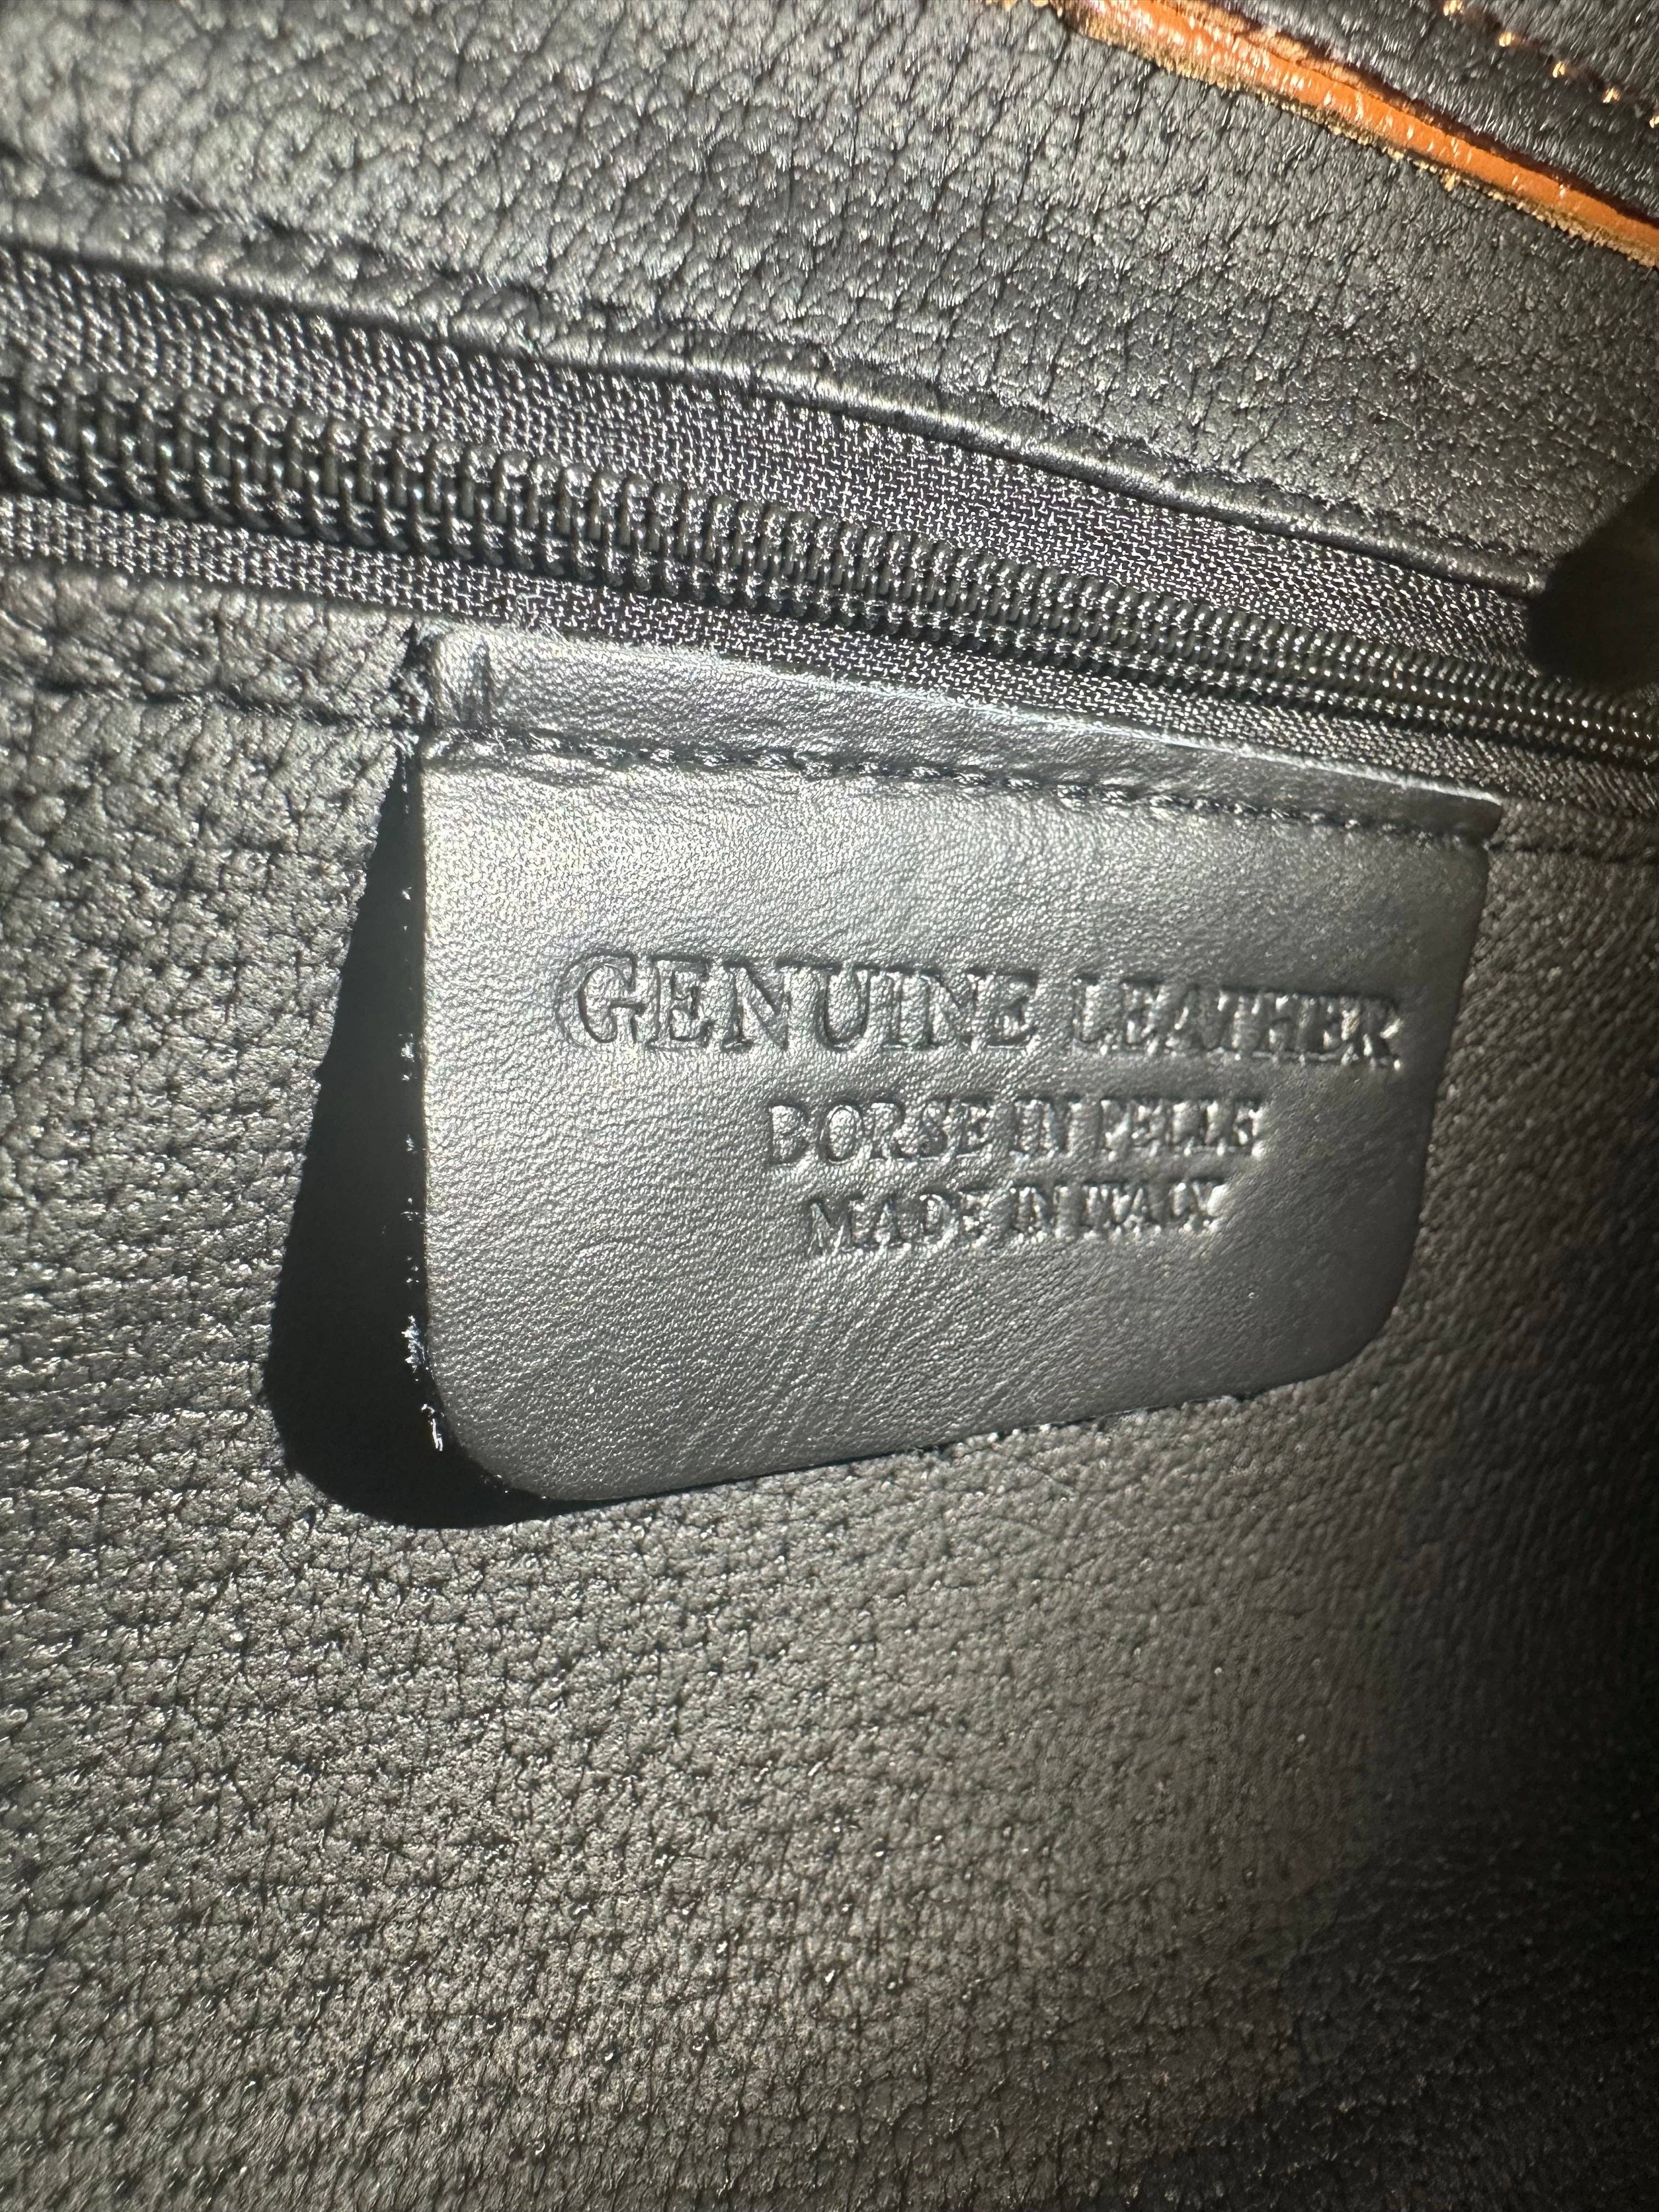 GENUINE LEATHER
BORSE IN PELLE
MADE IN ITALY